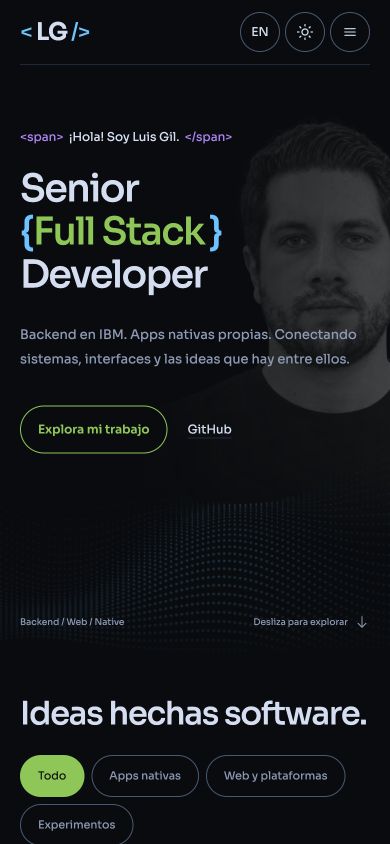 < LG />
EN
<span> ¡Hola! Soy Luis Gil. </span>
Senior
{Full Stack}
Developer
Backend en IBM. Apps nativas propias. Conectando
sistemas, interfaces y las ideas que hay entre ellos.
Explora mi trabajo GitHub
Backend / Web / Native Desliza para explorar ↓
Ideas hechas software.
Todo Apps nativas Web y plataformas
Experimentos